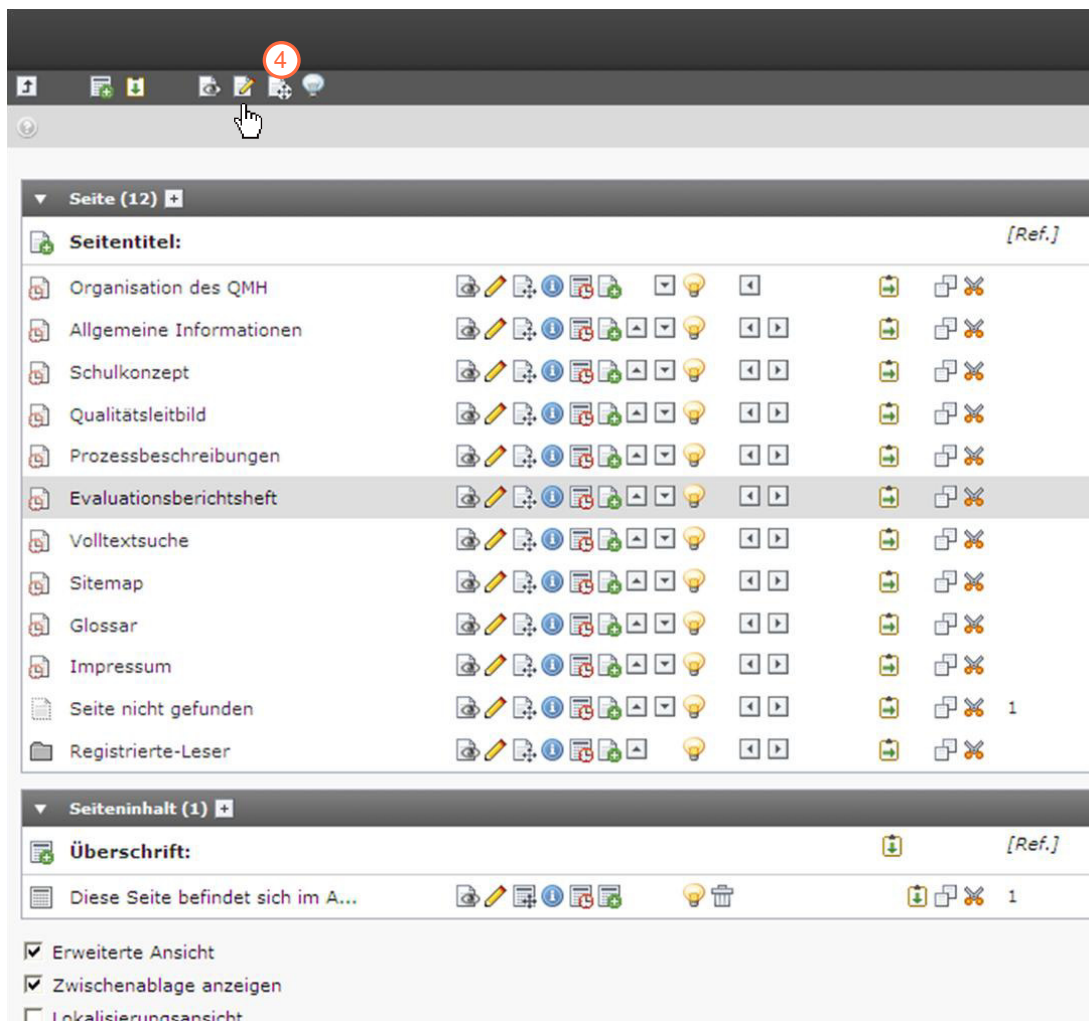 4
Seite (12)
Seitentitel: [Ref.]
Organisation des QMH
Allgemeine Informationen
Schulkonzept
Qualitätsleitbild
Prozessbeschreibungen
Evaluationsberichtsheft
Volltextsuche
Sitemap
Glossar
Impressum
Seite nicht gefunden 1
Registrierte-Leser
Seiteninhalt (1)
Überschrift: [Ref.]
Diese Seite befindet sich im A... 1
Erweiterte Ansicht
Zwischenablage anzeigen
Lokalisierungsansicht